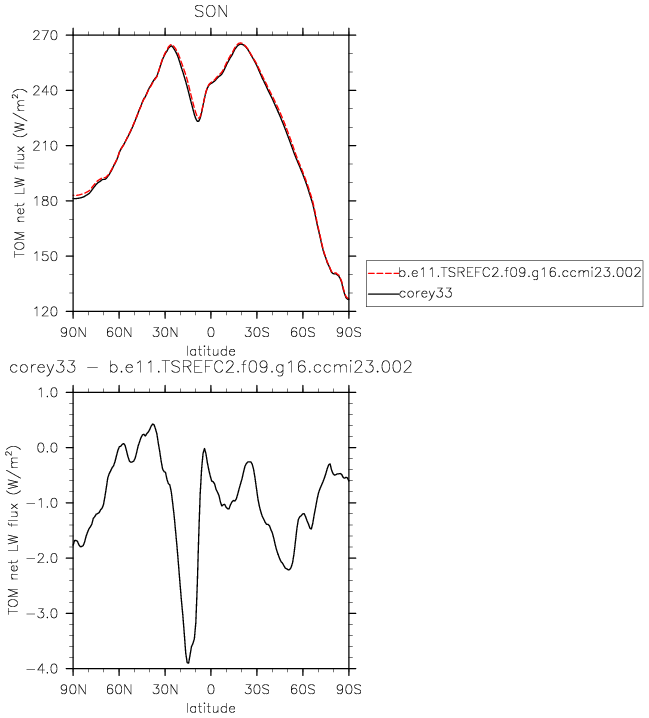 SON
270
240
210
180
150
120
TOM net LW flux (W/m²)
90N 60N 30N 0 30S 60S 90S
latitude
b.e11.TSREFC2.f09.g16.ccmi23.002
corey33
corey33 − b.e11.TSREFC2.f09.g16.ccmi23.002
1.0
0.0
−1.0
−2.0
−3.0
−4.0
TOM net LW flux (W/m²)
90N 60N 30N 0 30S 60S 90S
latitude